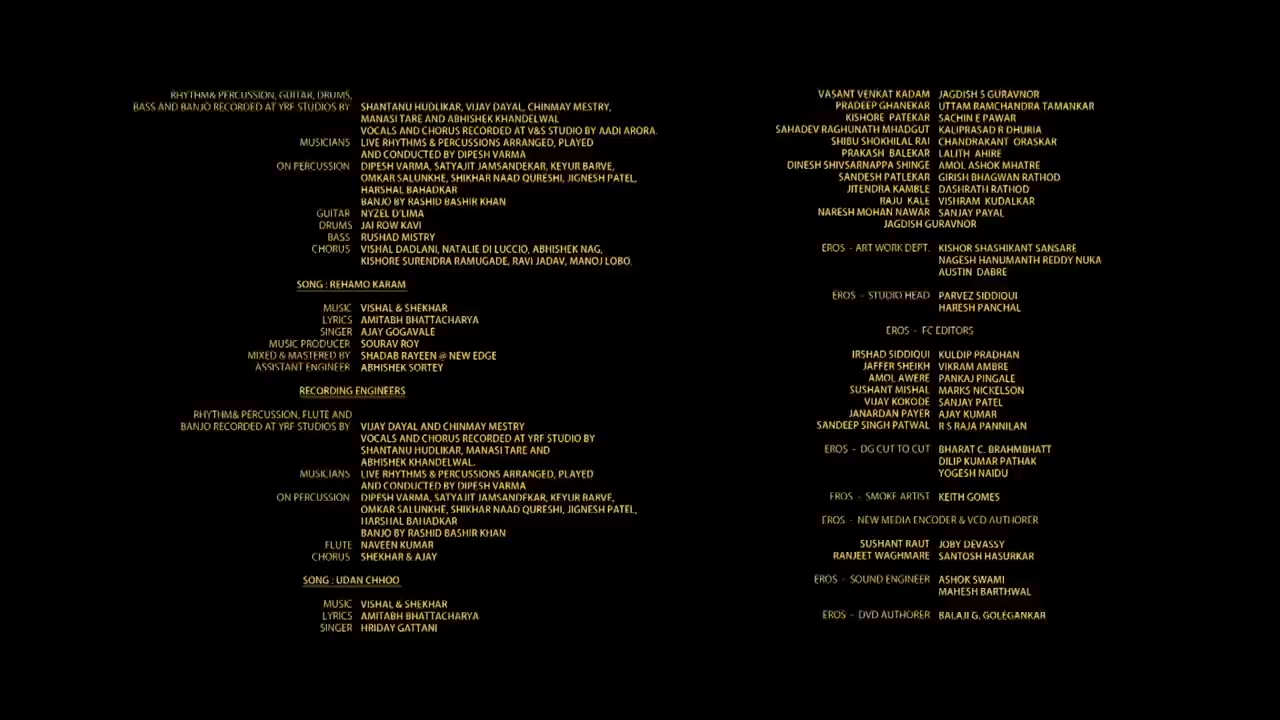 RHYTHM& PERCUSSION, GUITAR, DRUMS,
BASS AND BANJO RECORDED AT YRF STUDIOS BY SHANTANU HUDLIKAR, VIJAY DAYAL, CHINMAY MESTRY,
MANASI TARE AND ABHISHEK KHANDELWAL
VOCALS AND CHORUS RECORDED AT V&S STUDIO BY AADI ARORA.
MUSICIANS LIVE RHYTHMS & PERCUSSIONS ARRANGED, PLAYED
AND CONDUCTED BY DIPESH VARMA
ON PERCUSSION DIPESH VARMA, SATYAJIT JAMSANDEKAR, KEYUR BARVE,
OMKAR SALUNKHE, SHIKHAR NAAD QURESHI, JIGNESH PATEL,
HARSHAL BAHADKAR
BANJO BY RASHID BASHIR KHAN
GUITAR NYZEL D'LIMA
DRUMS JAI ROW KAVI
BASS RUSHAD MISTRY
CHORUS VISHAL DADLANI, NATALIE DI LUCCIO, ABHISHEK NAG,
KISHORE SURENDRA RAMUGADE, RAVI JADAV, MANOJ LOBO.
SONG : REHAMO KARAM
MUSIC VISHAL & SHEKHAR
LYRICS AMITABH BHATTACHARYA
SINGER AJAY GOGAVALE
MUSIC PRODUCER SOURAV ROY
MIXED & MASTERED BY SHADAB RAYEEN @ NEW EDGE
ASSISTANT ENGINEER ABHISHEK SORTEY
RECORDING ENGINEERS
RHYTHM& PERCUSSION, FLUTE AND
BANJO RECORDED AT YRF STUDIOS BY VIJAY DAYAL AND CHINMAY MESTRY
VOCALS AND CHORUS RECORDED AT YRF STUDIO BY
SHANTANU HUDLIKAR, MANASI TARE AND
ABHISHEK KHANDELWAL.
MUSICIANS LIVE RHYTHMS & PERCUSSIONS ARRANGED, PLAYED
AND CONDUCTED BY DIPESH VARMA
ON PERCUSSION DIPESH VARMA, SATYAJIT JAMSANDEKAR, KEYUR BARVE,
OMKAR SALUNKHE, SHIKHAR NAAD QURESHI, JIGNESH PATEL,
HARSHAL BAHADKAR
BANJO BY RASHID BASHIR KHAN
FLUTE NAVEEN KUMAR
CHORUS SHEKHAR & AJAY
SONG : UDAN CHHOO
MUSIC VISHAL & SHEKHAR
LYRICS AMITABH BHATTACHARYA
SINGER HRIDAY GATTANI
VASANT VENKAT KADAM JAGDISH S GURAVNOR
PRADEEP GHANEKAR UTTAM RAMCHANDRA TAMANKAR
KISHORE PATEKAR SACHIN E PAWAR
SAHADEV RAGHUNATH MHADGUT KALIPRASAD R DHURIA
SHIBU SHOKHILAL RAI CHANDRAKANT ORASKAR
PRAKASH BALEKAR LALITH AHIRE
DINESH SHIVSARNAPPA SHINGE AMOL ASHOK MHATRE
SANDESH PATLEKAR GIRISH BHAGWAN RATHOD
JITENDRA KAMBLE DASHRATH RATHOD
RAJU KALE VISHRAM KUDALKAR
NARESH MOHAN NAWAR SANJAY PAYAL
JAGDISH GURAVNOR
EROS - ART WORK DEPT. KISHOR SHASHIKANT SANSARE
NAGESH HANUMANTH REDDY NUKA
AUSTIN DABRE
EROS - STUDIO HEAD PARVEZ SIDDIQUI
HARESH PANCHAL
EROS - FC EDITORS
IRSHAD SIDDIQUI KULDIP PRADHAN
JAFFER SHEIKH VIKRAM AMBRE
AMOL AWERE PANKAJ PINGALE
SUSHANT MISHAL MARKS NICKELSON
VIJAY KOKODE SANJAY PATEL
JANARDAN PAYER AJAY KUMAR
SANDEEP SINGH PATWAL R S RAJA PANNILAN
EROS - DG CUT TO CUT BHARAT C. BRAHMBHATT
DILIP KUMAR PATHAK
YOGESH NAIDU
EROS - SMOKE ARTIST KEITH GOMES
EROS - NEW MEDIA ENCODER & VCD AUTHORER
SUSHANT RAUT JOBY DEVASSY
RANJEET WAGHMARE SANTOSH HASURKAR
EROS - SOUND ENGINEER ASHOK SWAMI
MAHESH BARTHWAL
EROS - DVD AUTHORER BALAJI G. GOLEGANKAR